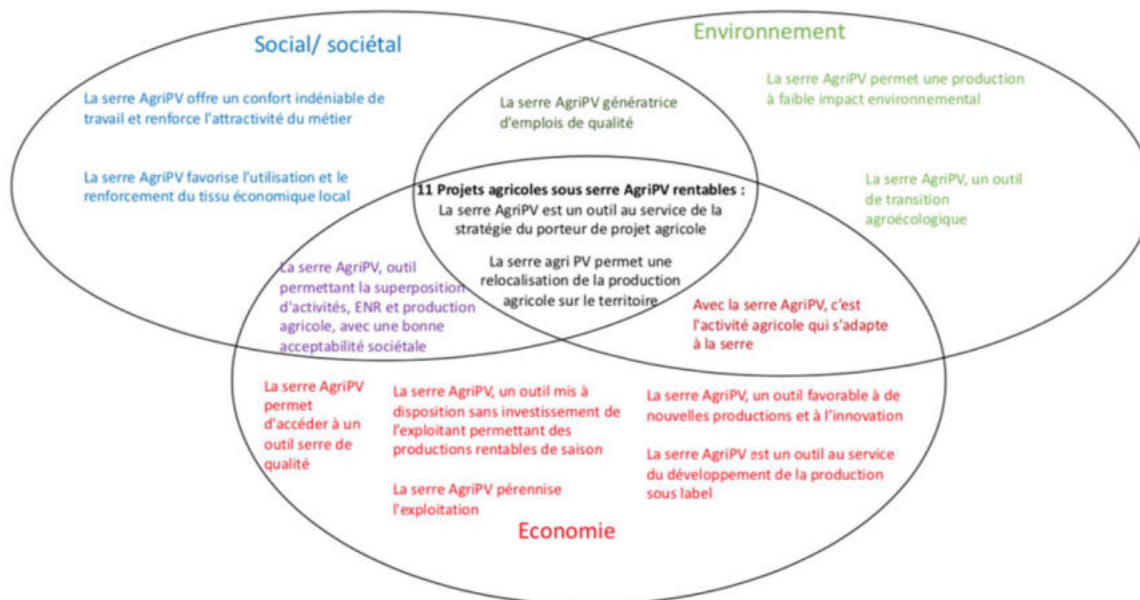 Social/ sociétal
Environnement
La serre AgriPV offre un confort indéniable de
travail et renforce l'attractivité du métier
La serre AgriPV favorise l'utilisation et le
renforcement du tissu économique local
La serre AgriPV génératrice
d'emplois de qualité
La serre AgriPV permet une production
à faible impact environnemental
La serre AgriPV, un outil
de transition
agroécologique
11 Projets agricoles sous serre AgriPV rentables :
La serre AgriPV est un outil au service de la
stratégie du porteur de projet agricole
La serre agri PV permet une
relocalisation de la production
agricole sur le territoire
La serre AgriPV, outil
permettant la superposition
d'activités, ENR et production
agricole, avec une bonne
acceptabilité sociétale
Avec la serre AgriPV, c'est
l'activité agricole qui s'adapte
à la serre
La serre AgriPV
permet
d'accéder à un
outil serre de
qualité
La serre AgriPV, un outil mis à
disposition sans investissement de
l'exploitant permettant des
productions rentables de saison
La serre AgriPV pérennise
l'exploitation
La serre AgriPV, un outil favorable à de
nouvelles productions et à l'innovation
La serre AgriPV est un outil au service
du développement de la production
sous label
Economie